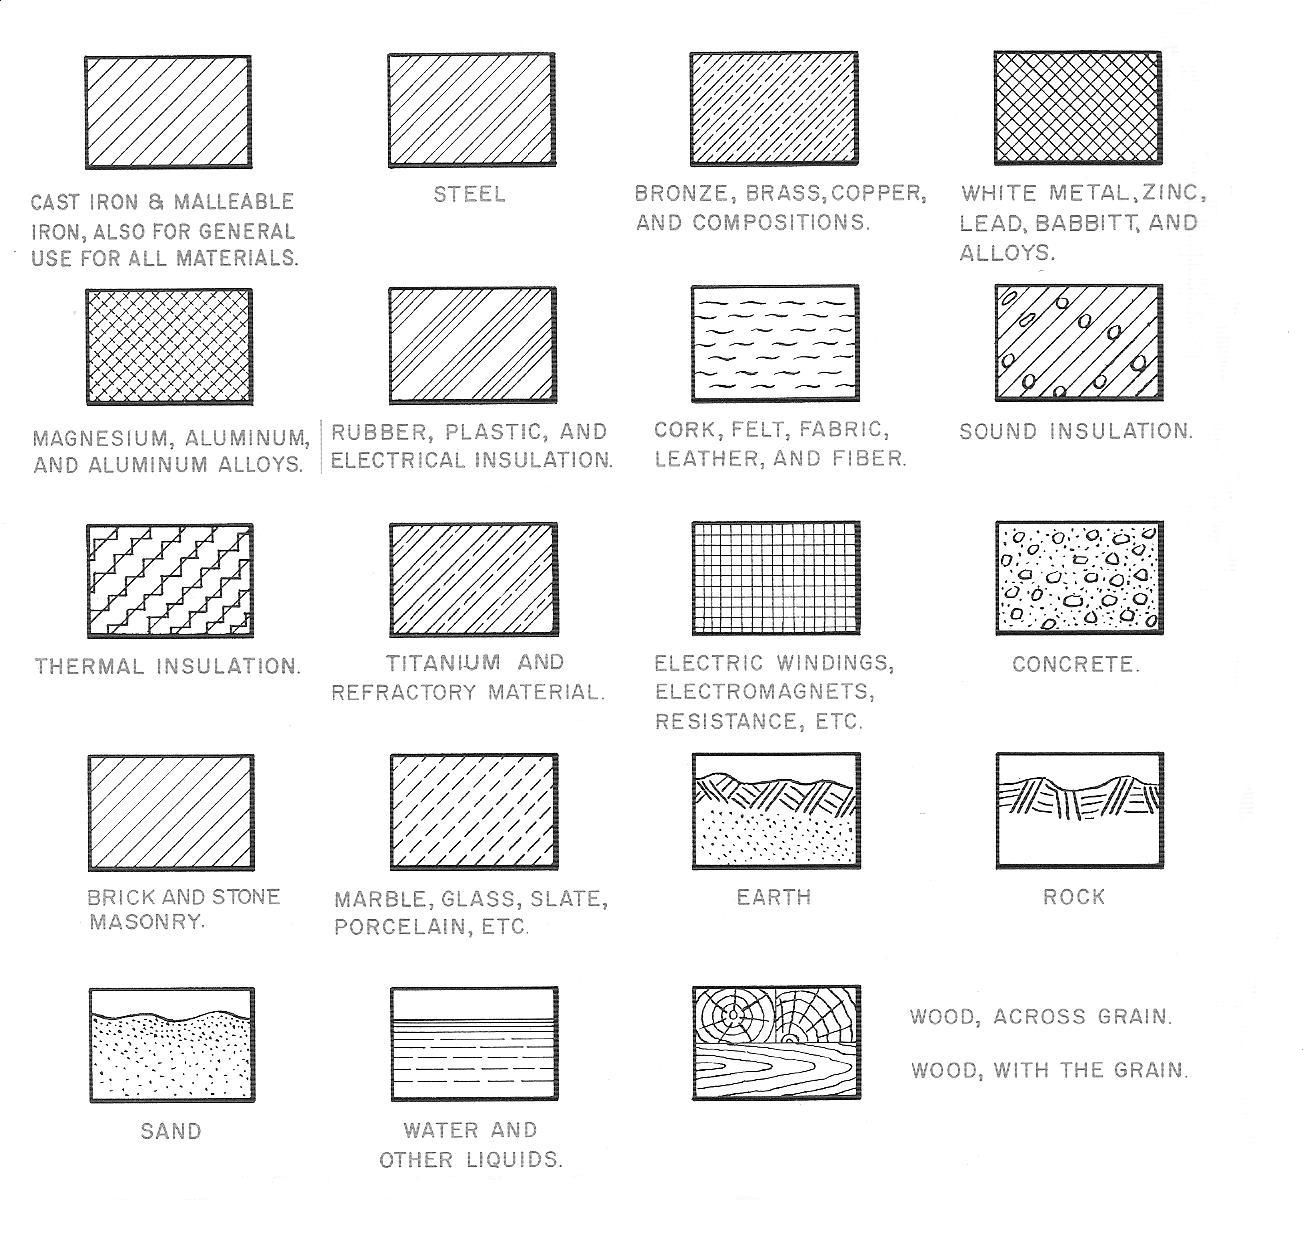 CAST IRON & MALLEABLE
IRON, ALSO FOR GENERAL
USE FOR ALL MATERIALS.
STEEL
BRONZE, BRASS, COPPER,
AND COMPOSITIONS.
WHITE METAL, ZINC,
LEAD, BABBITT, AND
ALLOYS.
MAGNESIUM, ALUMINUM,
AND ALUMINUM ALLOYS.
RUBBER, PLASTIC, AND
ELECTRICAL INSULATION.
CORK, FELT, FABRIC,
LEATHER, AND FIBER.
SOUND INSULATION.
THERMAL INSULATION.
TITANIUM AND
REFRACTORY MATERIAL.
ELECTRIC WINDINGS,
ELECTROMAGNETS,
RESISTANCE, ETC.
CONCRETE.
BRICK AND STONE
MASONRY.
MARBLE, GLASS, SLATE,
PORCELAIN, ETC.
EARTH
ROCK
SAND
WATER AND
OTHER LIQUIDS.
WOOD, ACROSS GRAIN.
WOOD, WITH THE GRAIN.